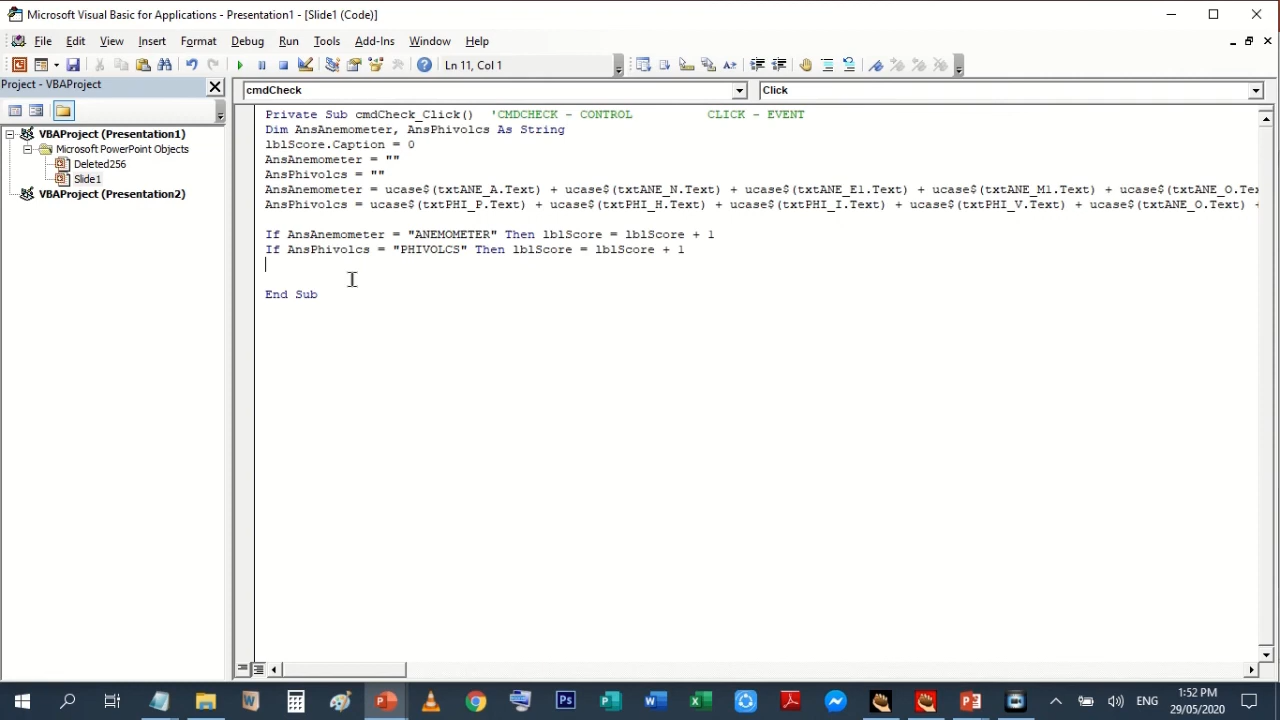 Microsoft Visual Basic for Applications - Presentation1 - [Slide1 (Code)]
File Edit View Insert Format Debug Run Tools Add-Ins Window Help
Ln 11, Col 1
Project - VBAProject
VBAProject (Presentation1)
Microsoft PowerPoint Objects
Deleted256
Slide1
VBAProject (Presentation2)
cmdCheck
Click
Private Sub cmdCheck_Click() 'CMDCHECK - CONTROL CLICK - EVENT
Dim AnsAnemometer, AnsPhivolcs As String
lblScore.Caption = 0
AnsAnemometer = ""
AnsPhivolcs = ""
AnsAnemometer = ucase$(txtANE_A.Text) + ucase$(txtANE_N.Text) + ucase$(txtANE_E1.Text) + ucase$(txtANE_M1.Text) + ucase$(txtANE_O.Tex
AnsPhivolcs = ucase$(txtPHI_P.Text) + ucase$(txtPHI_H.Text) + ucase$(txtPHI_I.Text) + ucase$(txtPHI_V.Text) + ucase$(txtANE_O.Text) +
If AnsAnemometer = "ANEMOMETER" Then lblScore = lblScore + 1
If AnsPhivolcs = "PHIVOLCS" Then lblScore = lblScore + 1
End Sub
ENG
1:52 PM
29/05/2020